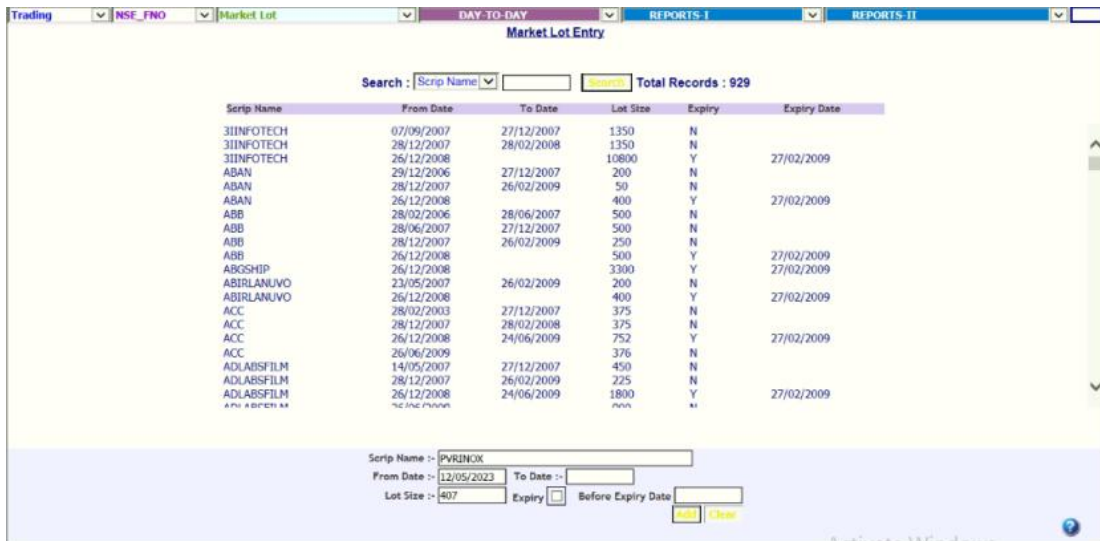 Trading NSE_FNO Market Lot DAY-TO-DAY REPORTS-I REPORTS-II
Market Lot Entry
Search : Scrip Name Search Total Records : 929
Scrip Name From Date To Date Lot Size Expiry Expiry Date
3IINFOTECH 07/09/2007 27/12/2007 1350 N
3IINFOTECH 28/12/2007 28/02/2008 1350 N
3IINFOTECH 26/12/2008 10800 Y 27/02/2009
ABAN 29/12/2006 27/12/2007 200 N
ABAN 28/12/2007 26/02/2009 50 N
ABAN 26/12/2008 400 Y 27/02/2009
ABB 28/02/2006 28/06/2007 500 N
ABB 28/06/2007 27/12/2007 500 N
ABB 28/12/2007 26/02/2009 250 N
ABB 26/12/2008 500 Y 27/02/2009
ABGSHIP 26/12/2008 3300 Y 27/02/2009
ABIRLANUVO 23/05/2007 26/02/2009 200 N
ABIRLANUVO 26/12/2008 400 Y 27/02/2009
ACC 28/02/2003 27/12/2007 375 N
ACC 28/12/2007 28/02/2008 375 N
ACC 26/12/2008 24/06/2009 752 Y 27/02/2009
ACC 26/06/2009 376 N
ADLABSFILM 14/05/2007 27/12/2007 450 N
ADLABSFILM 28/12/2007 26/02/2009 225 N
ADLABSFILM 26/12/2008 24/06/2009 1800 Y 27/02/2009
Scrip Name :- PVRINOX
From Date :- 12/05/2023 To Date :-
Lot Size :- 407 Expiry Before Expiry Date
Add Clear